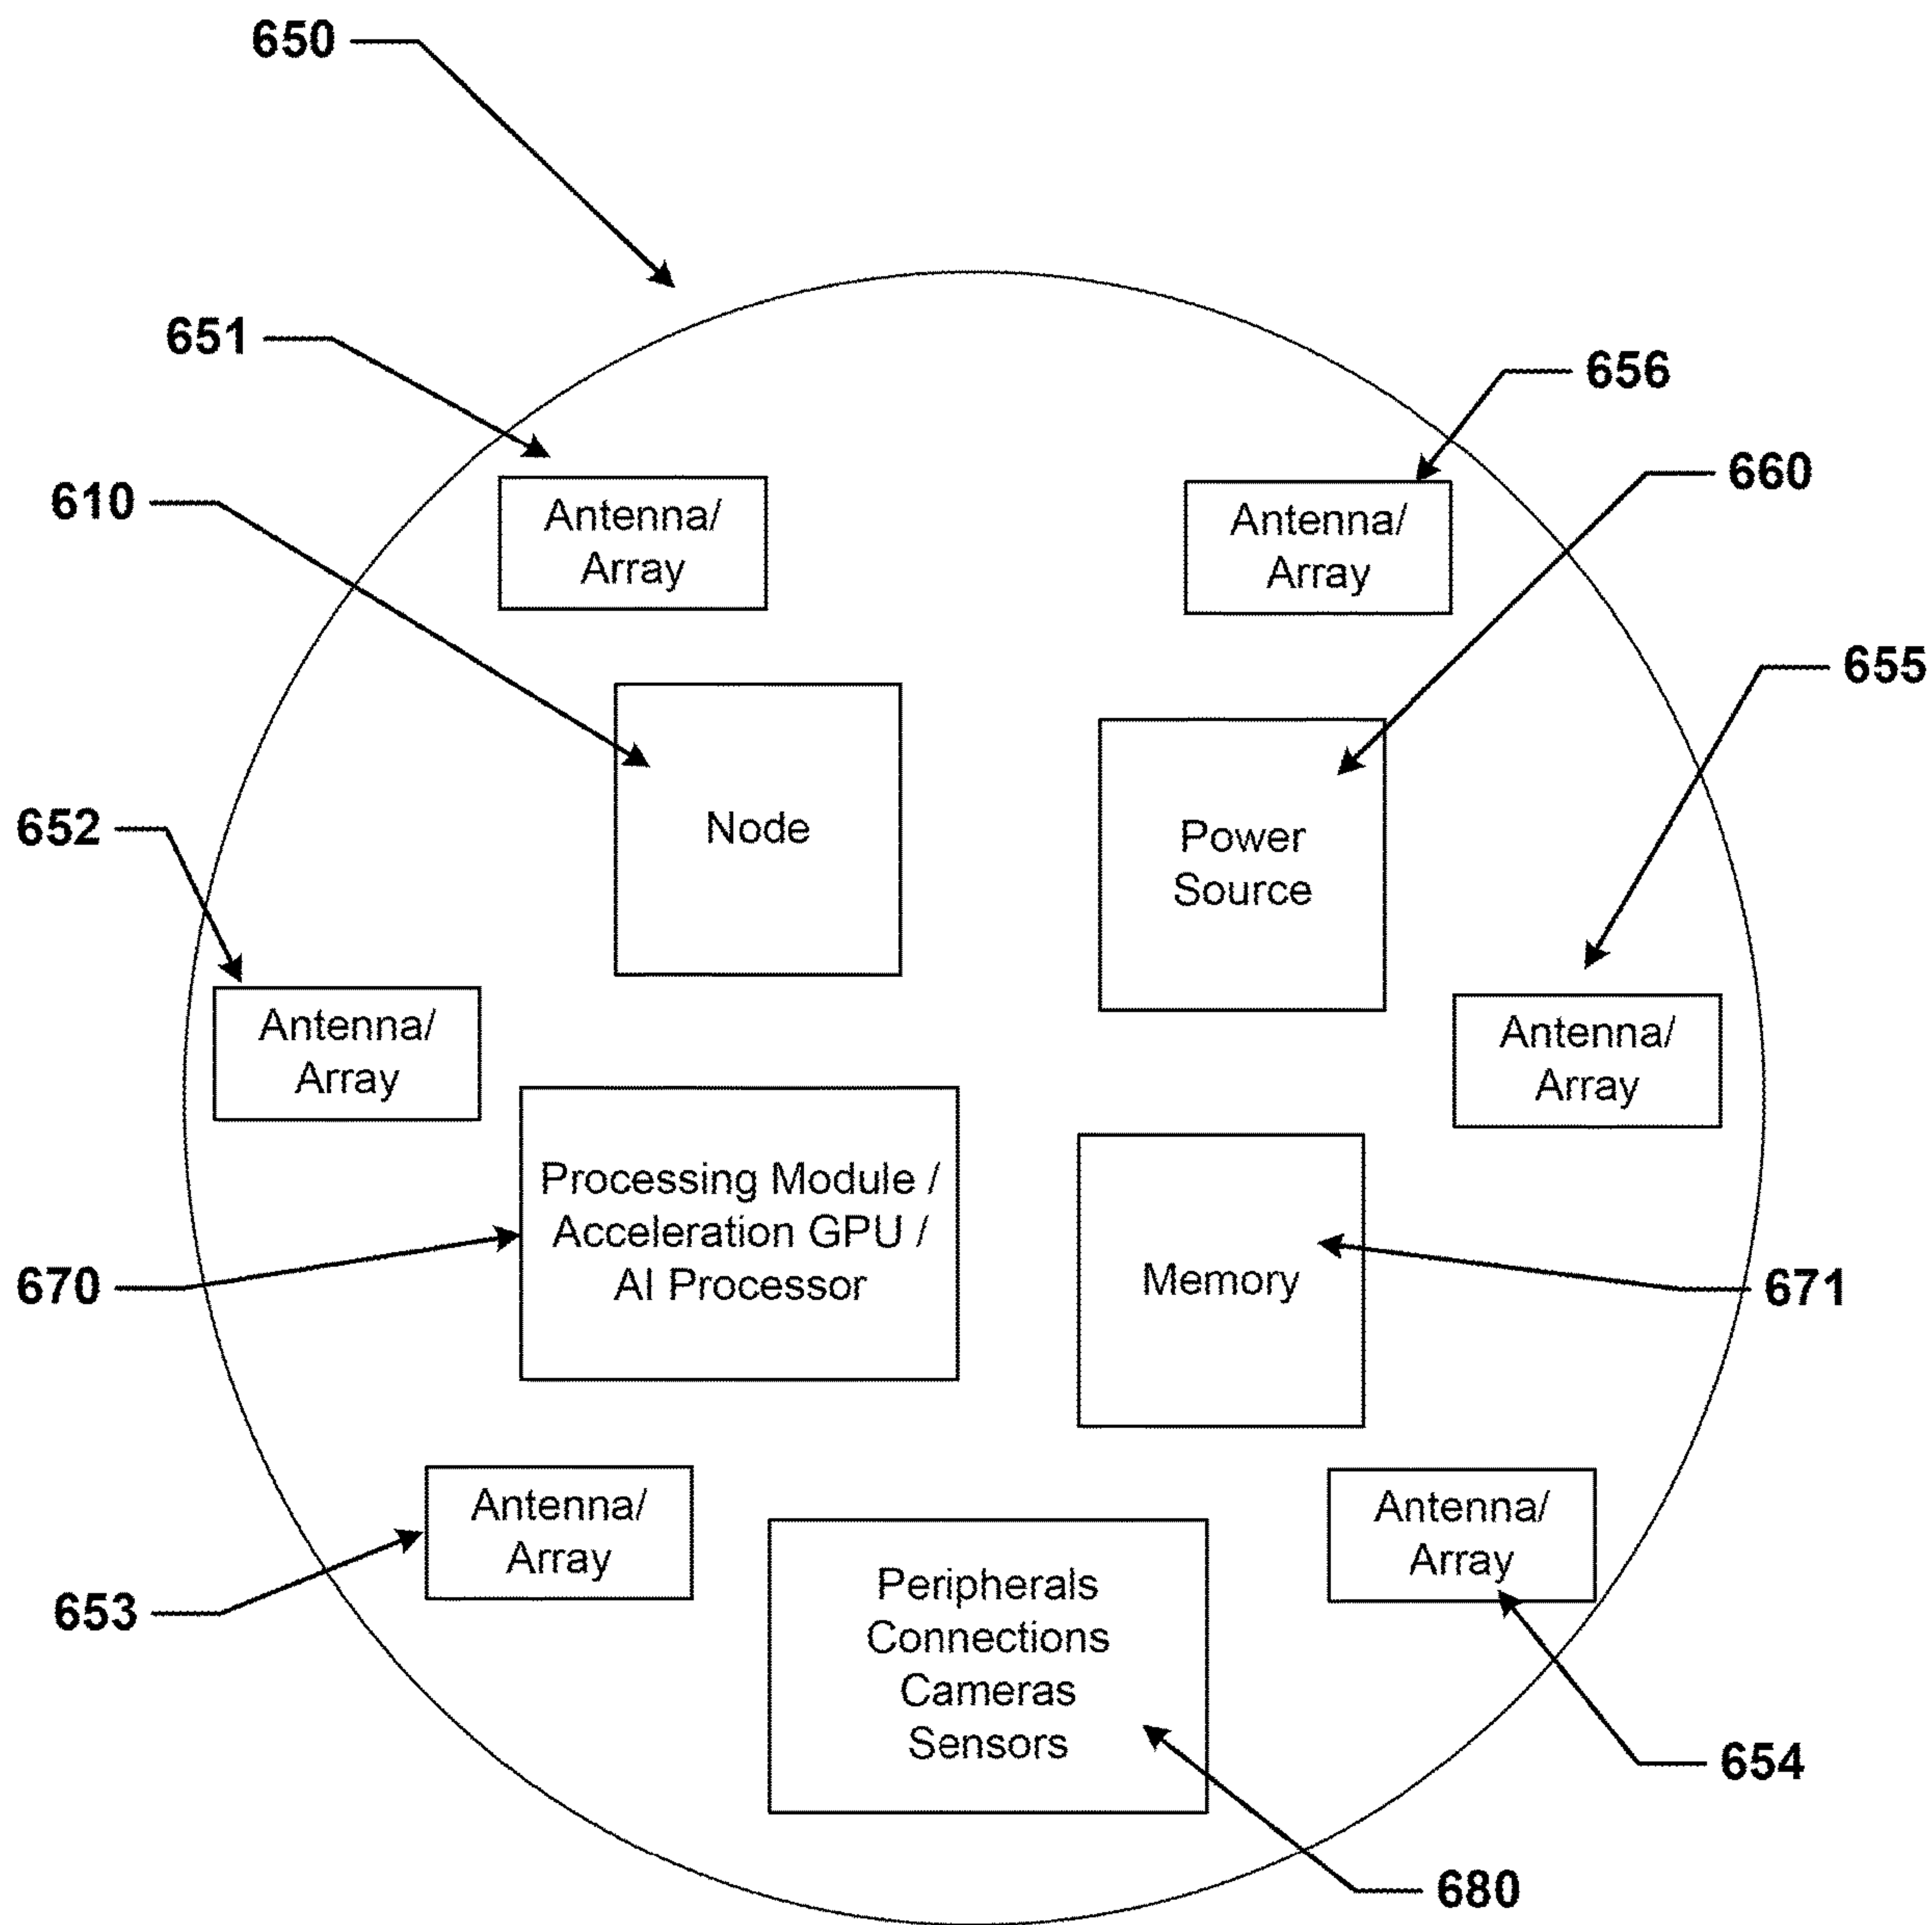 650
651
656
610
Antenna/
Array
Antenna/
Array
660
655
652
Node
Power
Source
Antenna/
Array
Antenna/
Array
670
Processing Module /
Acceleration GPU /
AI Processor
Memory
671
653
Antenna/
Array
Peripherals
Connections
Cameras
Sensors
Antenna/
Array
654
680